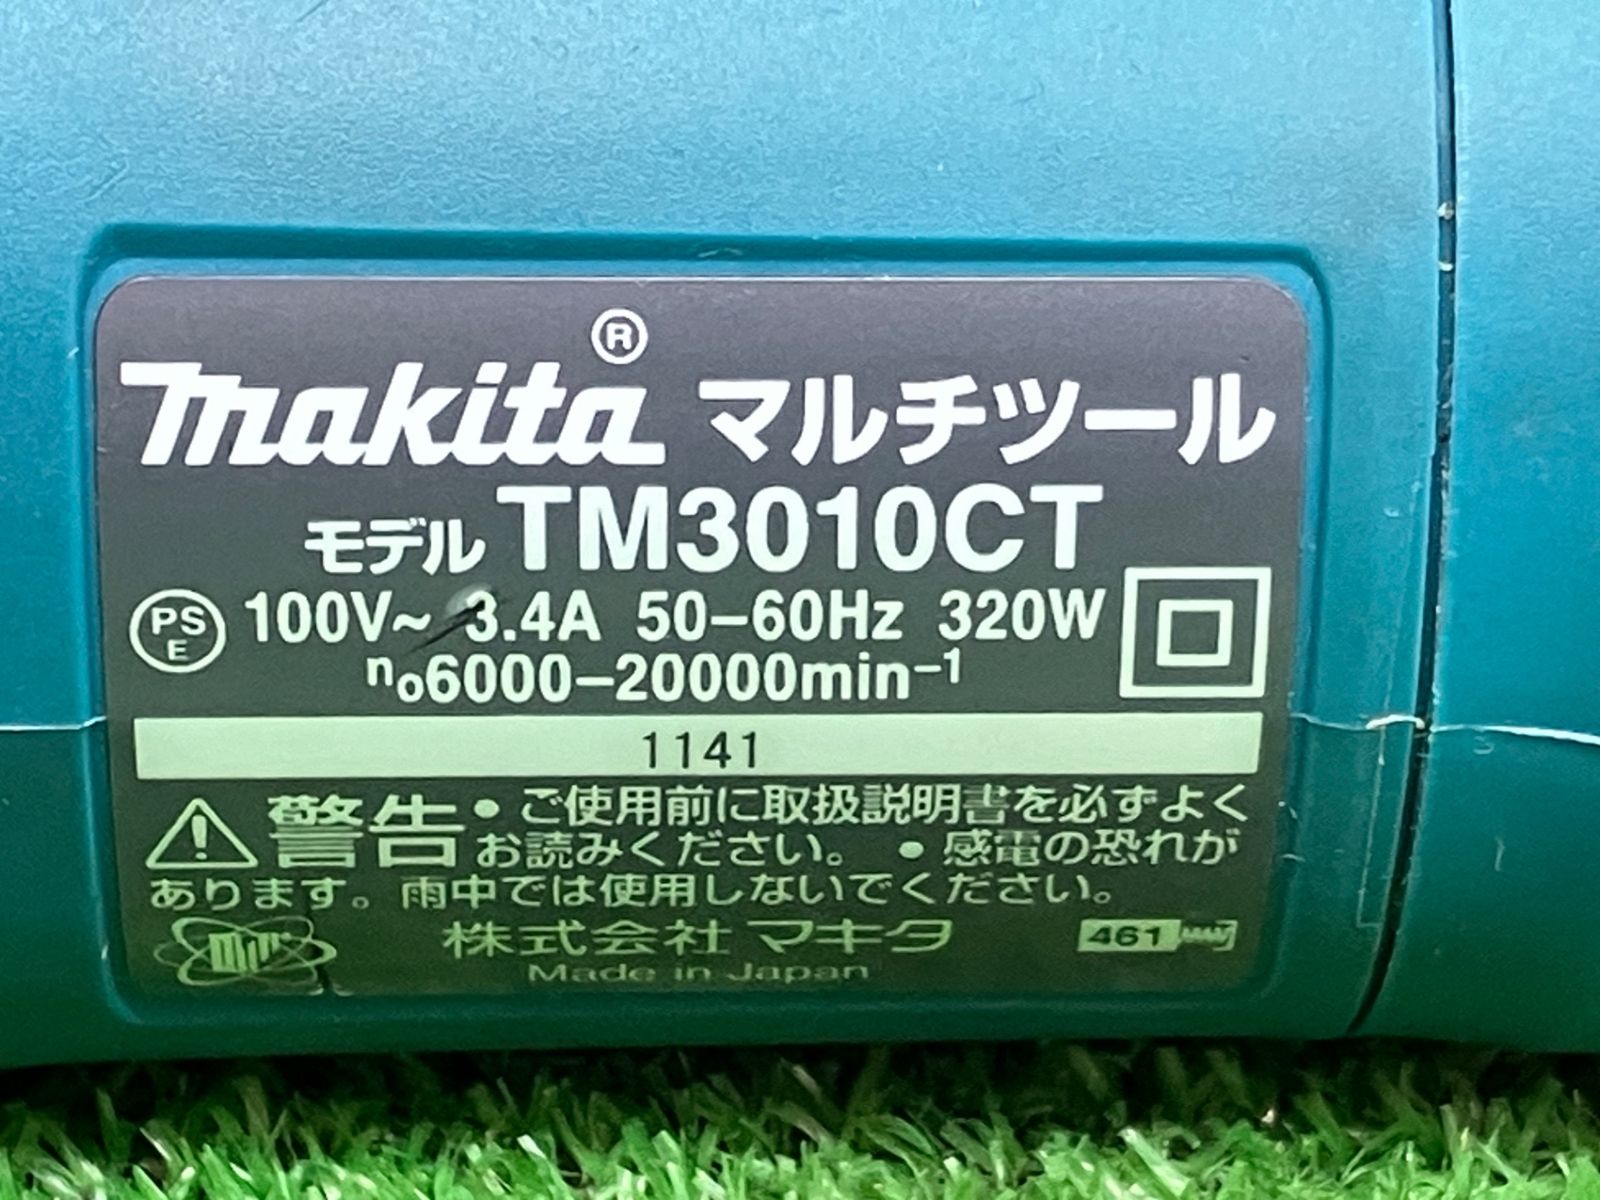 makita® マルチツール
モデル TM3010CT
PSE 100V~ 3.4A 50-60Hz 320W
n₀6000-20000min⁻¹
1141
警告 • ご使用前に取扱説明書を必ずよく
お読みください。 • 感電の恐れが
あります。雨中では使用しないでください。
株式会社 マキタ 461
Made in Japan